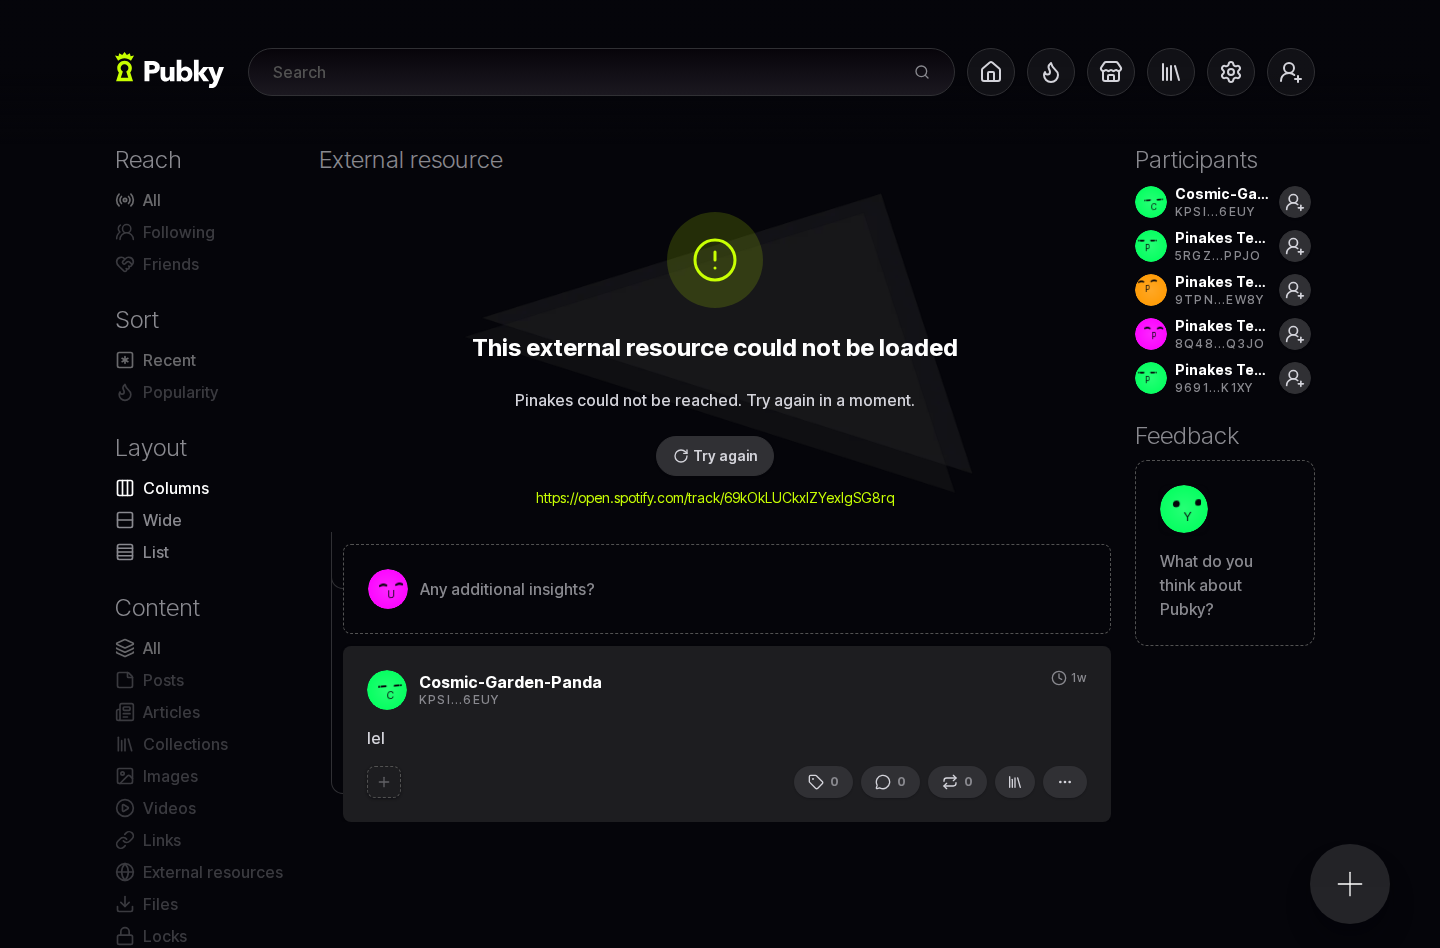 Pubky
Search
Reach
All
Following
Friends
Sort
Recent
Popularity
Layout
Columns
Wide
List
Content
All
Posts
Articles
Collections
Images
Videos
Links
External resources
Files
Locks
External resource
This external resource could not be loaded
Pinakes could not be reached. Try again in a moment.
Try again
https://open.spotify.com/track/69kOkLUCkxIZYexIgSG8rq
U
Any additional insights?
C
Cosmic-Garden-Panda
KPSI...6EUY
1w
lel
0
0
0
Participants
C
Cosmic-Ga...
KPSI...6EUY
P
Pinakes Te...
5RGZ...PPJO
P
Pinakes Te...
9TPN...EW8Y
P
Pinakes Te...
8Q48...Q3JO
P
Pinakes Te...
9691...K1XY
Feedback
Y
What do you
think about
Pubky?